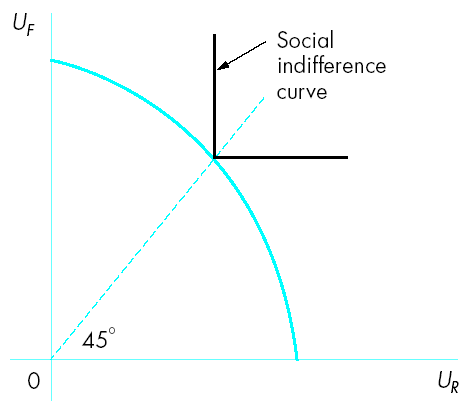 U_F
Social
indifference
curve
45°
0
U_R